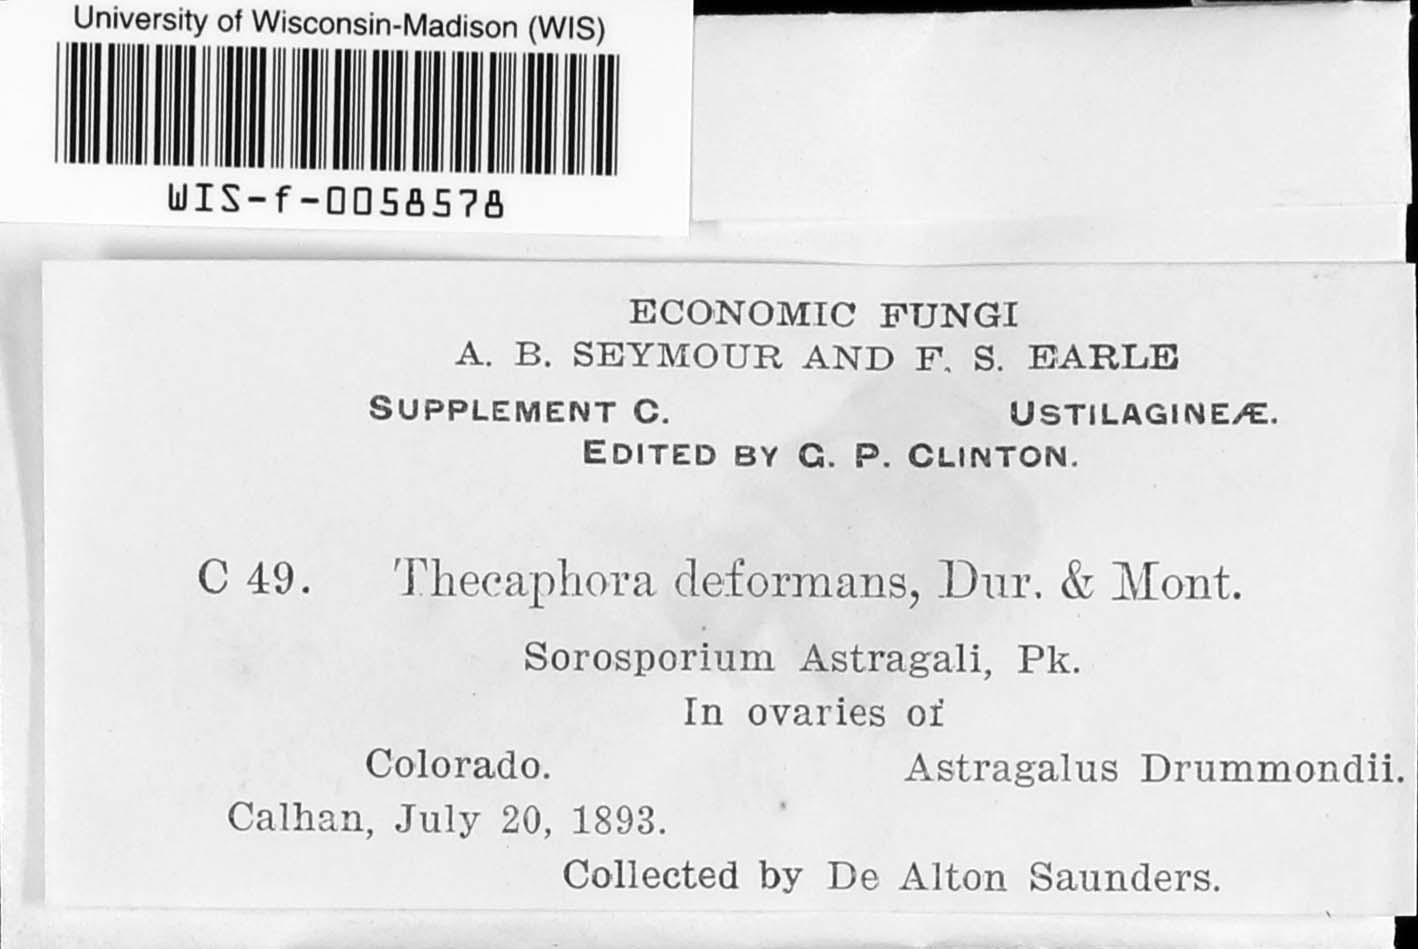 University of Wisconsin-Madison (WIS)
WIS-f-0058578
ECONOMIC FUNGI
A. B. SEYMOUR AND F. S. EARLE
SUPPLEMENT C. USTILAGINEÆ.
EDITED BY G. P. CLINTON.
C 49. Thecaphora deformans, Dur. & Mont.
Sorosporium Astragali, Pk.
In ovaries of
Colorado. Astragalus Drummondii.
Calhan, July 20, 1893.
Collected by De Alton Saunders.